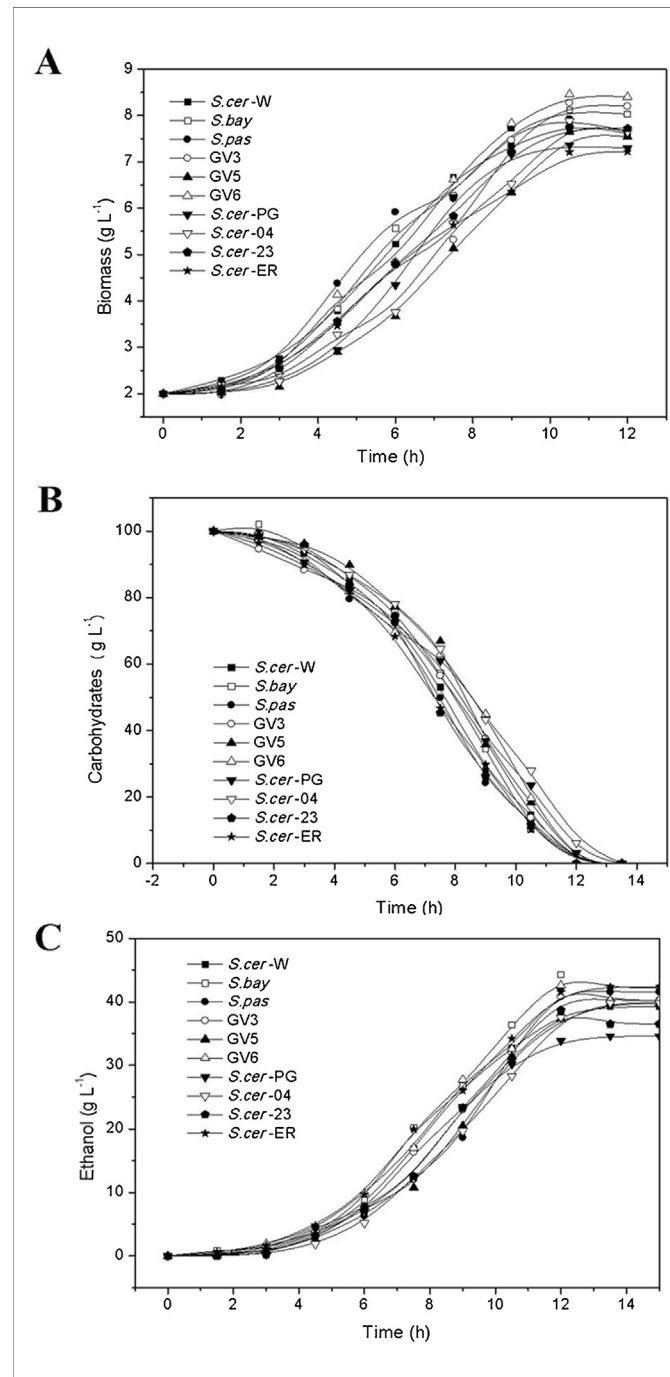 A
9
8
7
6
5
4
3
2
Biomass (g L⁻¹)
S.cer-W
S.bay
S.pas
GV3
GV5
GV6
S.cer-PG
S.cer-04
S.cer-23
S.cer-ER
0 2 4 6 8 10 12
Time (h)
B
100
80
60
40
20
0
Carbohydrates (g L⁻¹)
S.cer-W
S.bay
S.pas
GV3
GV5
GV6
S.cer-PG
S.cer-04
S.cer-23
S.cer-ER
-2 0 2 4 6 8 10 12 14
Time (h)
C
50
40
30
20
10
0
Ethanol (g L⁻¹)
S.cer-W
S.bay
S.pas
GV3
GV5
GV6
S.cer-PG
S.cer-04
S.cer-23
S.cer-ER
0 2 4 6 8 10 12 14
Time (h)